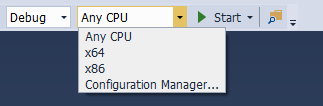 Debug Any CPU Start
Any CPU
x64
x86
Configuration Manager...